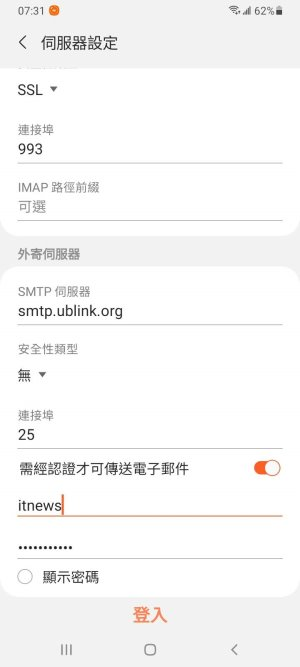 07:31 62%
伺服器設定
SSL
連接埠
993
IMAP 路徑前綴
可選
外寄伺服器
SMTP 伺服器
smtp.ublink.org
安全性類型
無
連接埠
25
需經認證才可傳送電子郵件
itnews
•••••••••••
顯示密碼
登入